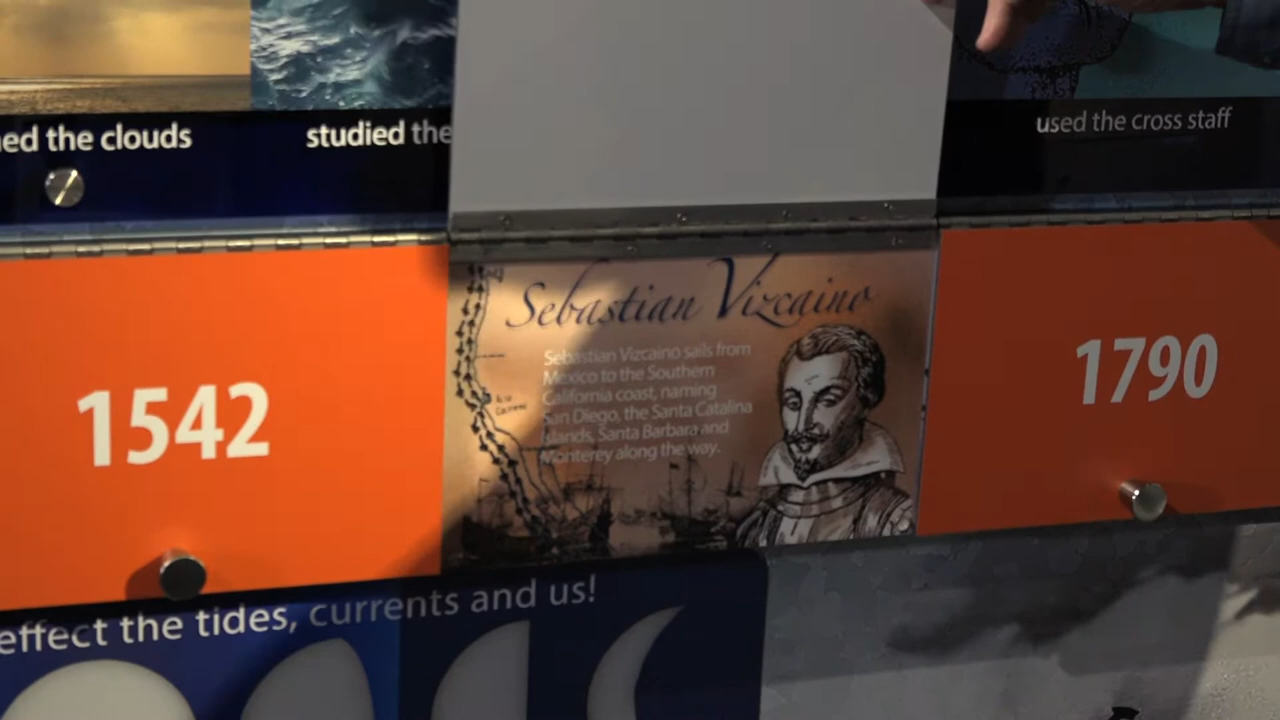 ed the clouds
studied the
used the cross staff
1542
Sebastian Vizcaino
Sebastian Vizcaino sails from
Mexico to the Southern
California coast, naming
San Diego, the Santa Catalina
Islands, Santa Barbara and
Monterey along the way.
1790
effect the tides, currents and us!